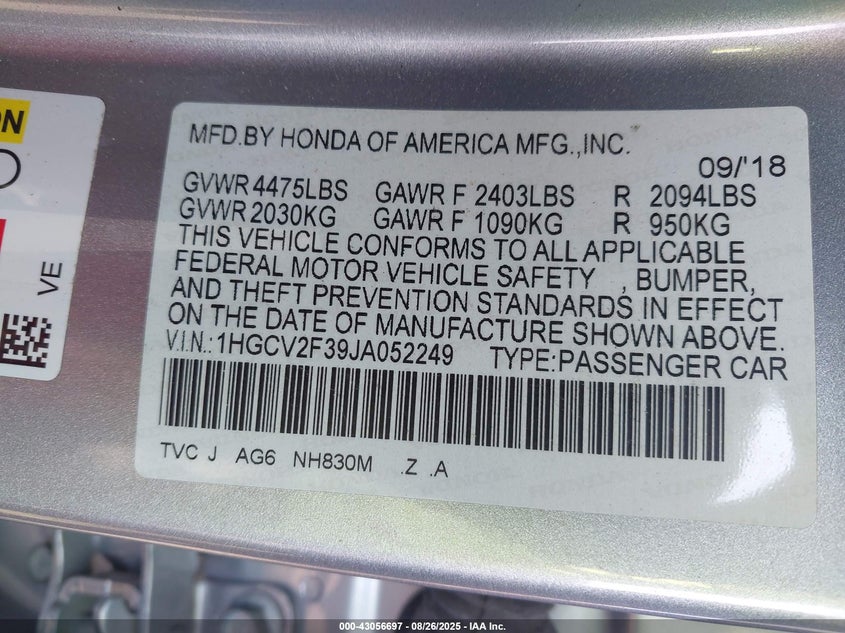 ON
VE
MFD.BY HONDA OF AMERICA MFG.,INC.
09/'18
GVWR 4475LBS GAWR F 2403LBS R 2094LBS
GVWR 2030KG GAWR F 1090KG R 950KG
THIS VEHICLE CONFORMS TO ALL APPLICABLE
FEDERAL MOTOR VEHICLE SAFETY , BUMPER,
AND THEFT PREVENTION STANDARDS IN EFFECT
ON THE DATE OF MANUFACTURE SHOWN ABOVE.
V.I.N.:1HGCV2F39JA052249 TYPE:PASSENGER CAR
TVC J AG6 NH830M .Z .A
000-43056697 - 08/26/2025 - IAA Inc.